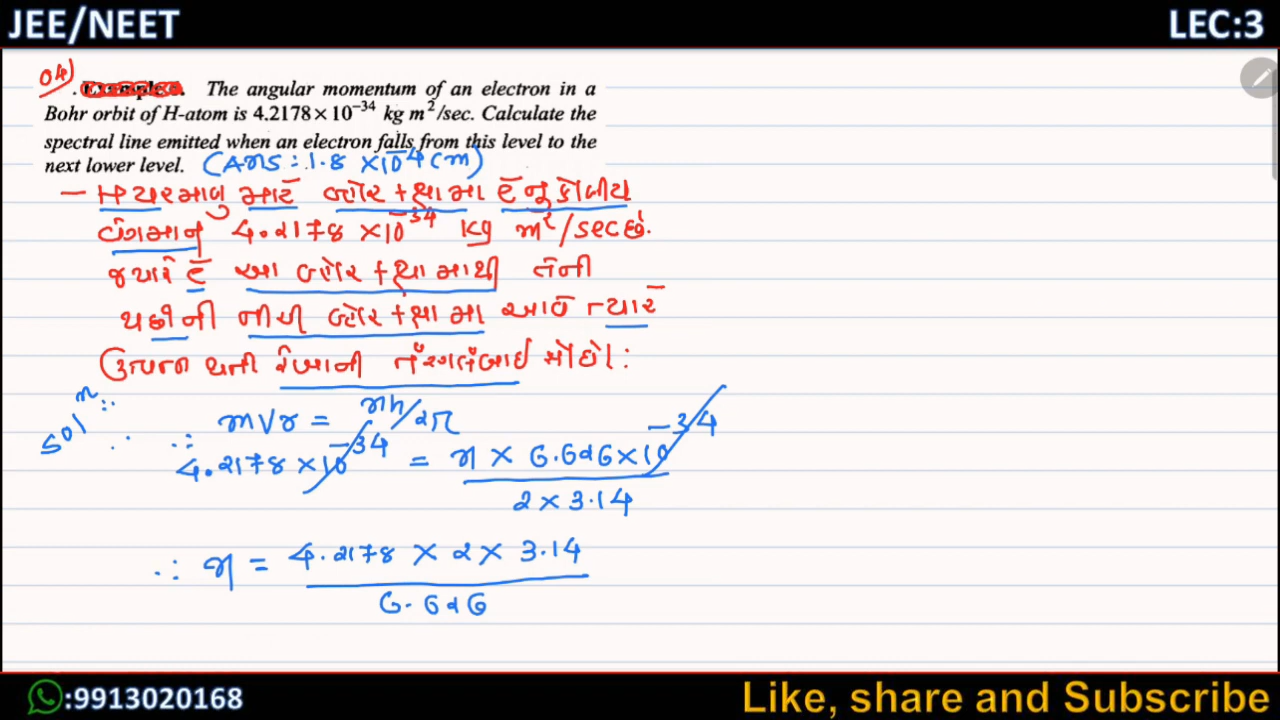 JEE/NEET
LEC:3
04)
. The angular momentum of an electron in a
Bohr orbit of H-atom is 4.2178 × 10⁻³⁴ kg m²/sec. Calculate the
spectral line emitted when an electron falls from this level to the
next lower level. (Ans:.1.8 ×10⁻⁴ cm)
– H પરમાણુ માટે બોહર કક્ષામાં ઇ નું કોણીય
વેગમાન 4.2178 ×10⁻³⁴ kg m²/sec છે.
જ્યારે ઇ આ બોહર કક્ષામાથી તેની
પછીની નીચી બોહર કક્ષામા આવે ત્યારે
ઉત્પન્ન થતી રેખાની તરંગલંબાઇ શોધો:
Solⁿ:
∴ ∵ mvr = nh/2π
4.2178 ×10⁻³⁴ = n × 6.626×10⁻³⁴
2 × 3.14
∴ n = 4.2178 × 2 × 3.14
6.626
:9913020168
Like, share and Subscribe